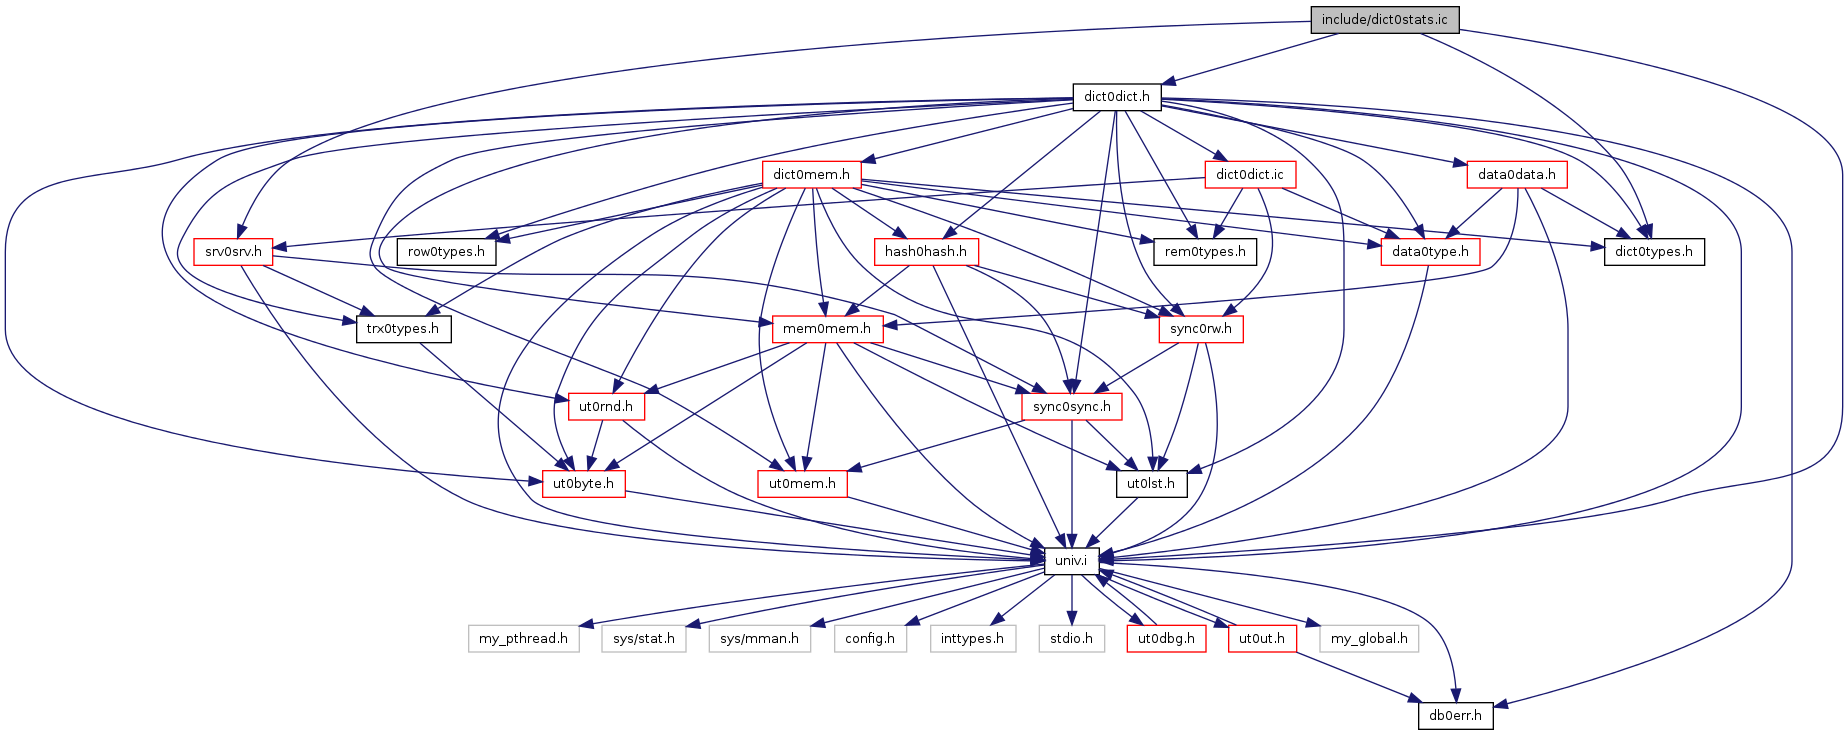 include/dict0stats.ic
dict0dict.h
dict0mem.h
dict0dict.ic
data0data.h
srv0srv.h
row0types.h
hash0hash.h
rem0types.h
data0type.h
dict0types.h
trx0types.h
mem0mem.h
sync0rw.h
ut0rnd.h
sync0sync.h
ut0byte.h
ut0mem.h
ut0lst.h
univ.i
my_pthread.h
sys/stat.h
sys/mman.h
config.h
inttypes.h
stdio.h
ut0dbg.h
ut0ut.h
my_global.h
db0err.h